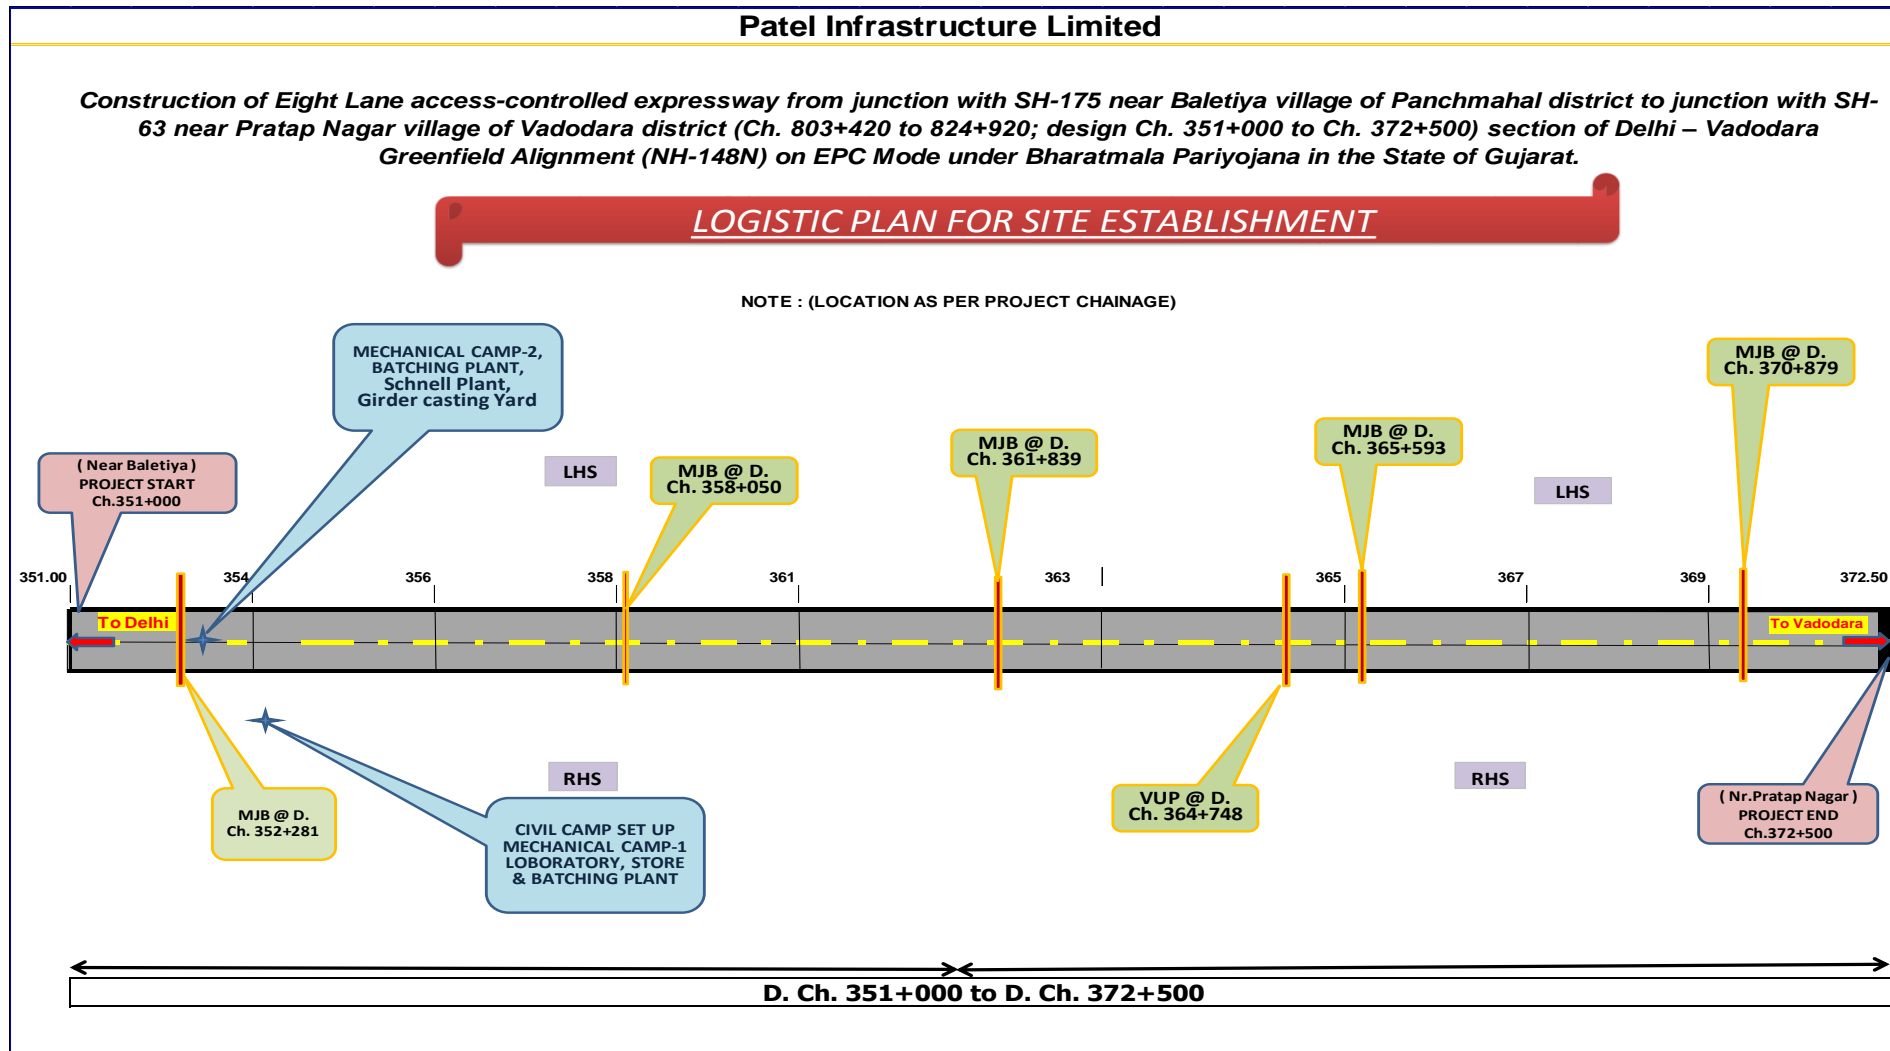 Patel Infrastructure Limited
Construction of Eight Lane access-controlled expressway from junction with SH-175 near Baletiya village of Panchmahal district to junction with SH-
63 near Pratap Nagar village of Vadodara district (Ch. 803+420 to 824+920; design Ch. 351+000 to Ch. 372+500) section of Delhi – Vadodara
Greenfield Alignment (NH-148N) on EPC Mode under Bharatmala Pariyojana in the State of Gujarat.
LOGISTIC PLAN FOR SITE ESTABLISHMENT
NOTE : (LOCATION AS PER PROJECT CHAINAGE)
MECHANICAL CAMP-2,
BATCHING PLANT,
Schnell Plant,
Girder casting Yard
MJB @ D.
Ch. 370+879
MJB @ D.
Ch. 365+593
MJB @ D.
Ch. 361+839
( Near Baletiya )
PROJECT START
Ch.351+000
LHS
MJB @ D.
Ch. 358+050
LHS
351.00
354
356
358
361
363
365
367
369
372.50
To Delhi
To Vadodara
RHS
RHS
MJB @ D.
Ch. 352+281
CIVIL CAMP SET UP
MECHANICAL CAMP-1
LOBORATORY, STORE
& BATCHING PLANT
VUP @ D.
Ch. 364+748
( Nr.Pratap Nagar )
PROJECT END
Ch.372+500
D. Ch. 351+000 to D. Ch. 372+500